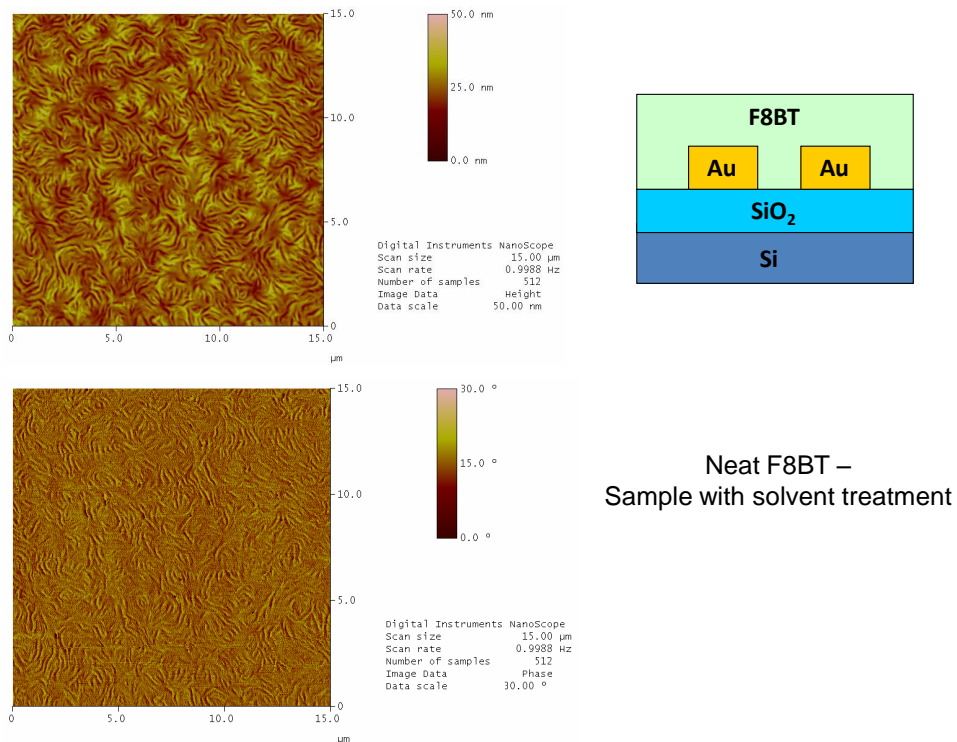 15.0
10.0
5.0
0
0
5.0
10.0
15.0
µm
50.0 nm
25.0 nm
0.0 nm
Digital Instruments NanoScope
Scan size 15.00 µm
Scan rate 0.9988 Hz
Number of samples 512
Image Data Height
Data scale 50.00 nm
F8BT
Au Au
SiO₂
Si
15.0
10.0
5.0
0
0
5.0
10.0
15.0
µm
30.0 º
15.0 º
0.0 º
Digital Instruments NanoScope
Scan size 15.00 µm
Scan rate 0.9988 Hz
Number of samples 512
Image Data Phase
Data scale 30.00 º
Neat F8BT –
Sample with solvent treatment